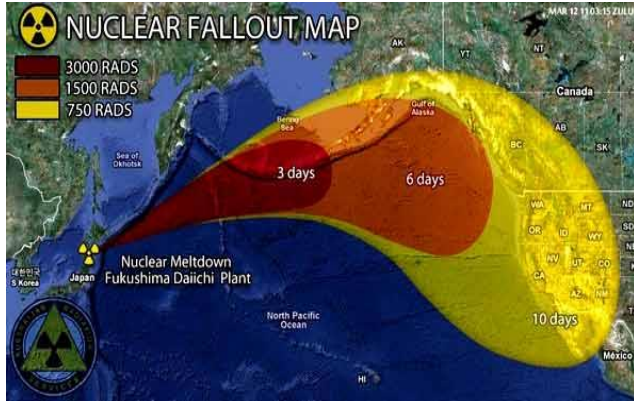 NUCLEAR FALLOUT MAP
MAR 12 11:03:15 ZULU
3000 RADS
1500 RADS
750 RADS
AK
YT
NT
Canada
Bering
Sea
Gulf of
Alaska
AB
BC
SK
Sea of
Okhotsk
3 days
6 days
WA
MT
ND
OR
ID
WY
SD
NV
UT
CO
CA
AZ
NM
Nuclear Meltdown
Fukushima Daiichi Plant
Japan
대한민국
S Korea
North Pacific
Ocean
10 days
México
HI